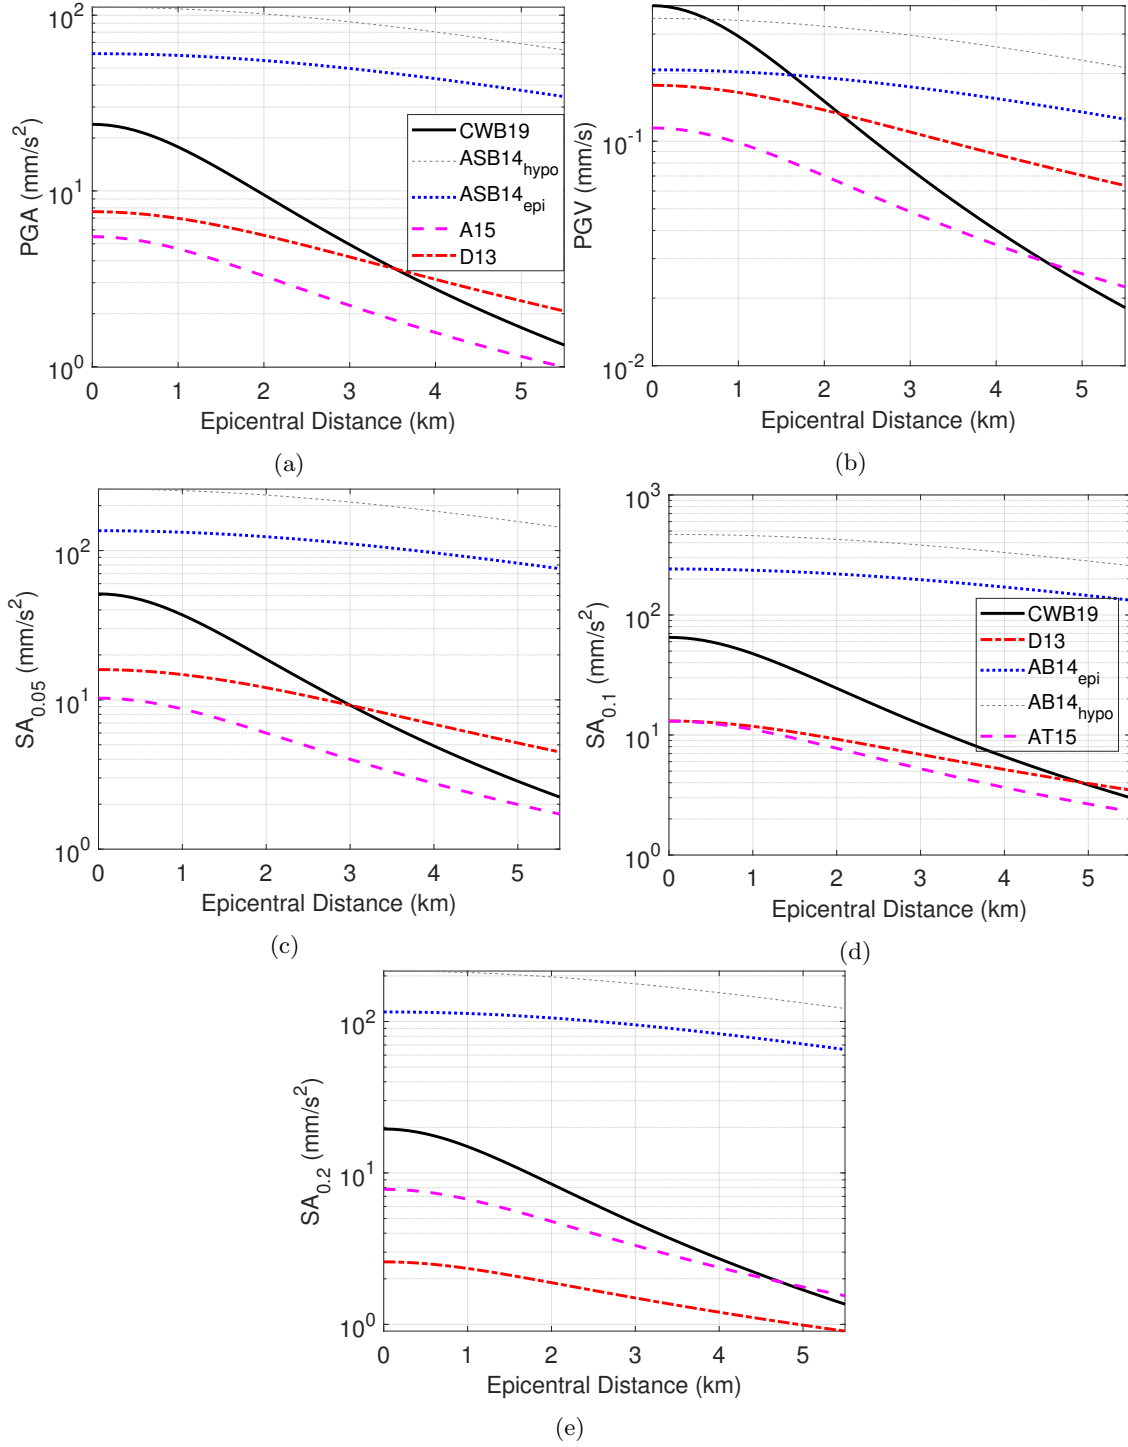 10^2
10^1
10^0
PGA (mm/s^2)
CWB19
ASB14_hypo
ASB14_epi
A15
D13
0 1 2 3 4 5
Epicentral Distance (km)
(a)
10^-1
10^-2
PGV (mm/s)
0 1 2 3 4 5
Epicentral Distance (km)
(b)
10^2
10^1
10^0
SA_0.05 (mm/s^2)
0 1 2 3 4 5
Epicentral Distance (km)
(c)
10^3
10^2
10^1
10^0
SA_0.1 (mm/s^2)
CWB19
D13
AB14_epi
AB14_hypo
AT15
0 1 2 3 4 5
Epicentral Distance (km)
(d)
10^2
10^1
10^0
SA_0.2 (mm/s^2)
0 1 2 3 4 5
Epicentral Distance (km)
(e)